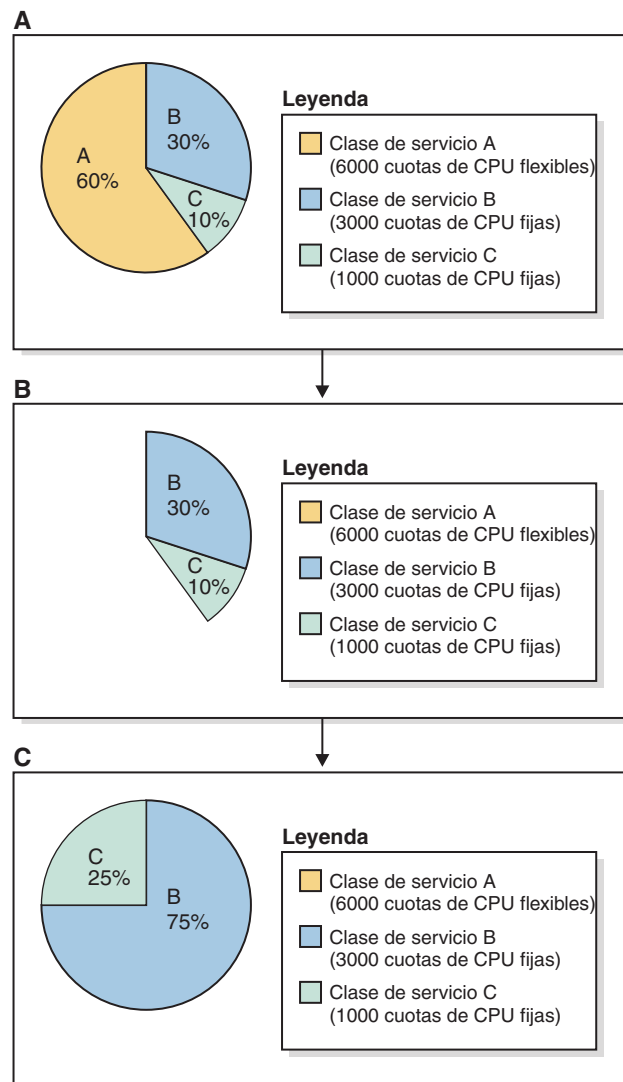 A
A
60%
B
30%
C
10%
Leyenda
Clase de servicio A
(6000 cuotas de CPU flexibles)
Clase de servicio B
(3000 cuotas de CPU fijas)
Clase de servicio C
(1000 cuotas de CPU fijas)
B
B
30%
C
10%
Leyenda
Clase de servicio A
(6000 cuotas de CPU flexibles)
Clase de servicio B
(3000 cuotas de CPU fijas)
Clase de servicio C
(1000 cuotas de CPU fijas)
C
C
25%
B
75%
Leyenda
Clase de servicio A
(6000 cuotas de CPU flexibles)
Clase de servicio B
(3000 cuotas de CPU fijas)
Clase de servicio C
(1000 cuotas de CPU fijas)